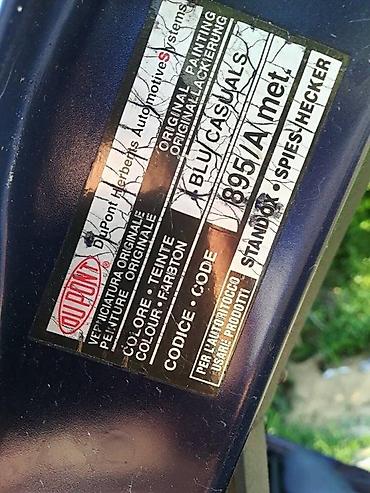 DU PONT® DuPont Herberts Automotive Systems
VERNICIATURA ORIGINALE ORIGINAL PAINTING
PEINTURE ORIGINALE ORIGINALLACKIERUNG
COLORE • TEINTE
COLOUR • FARBTON
BLU CASUALS
CODICE • CODE
895/A/met.
PER L'AUTORITOCCO
USARE PRODOTTI
STANDOX • SPIES HECKER